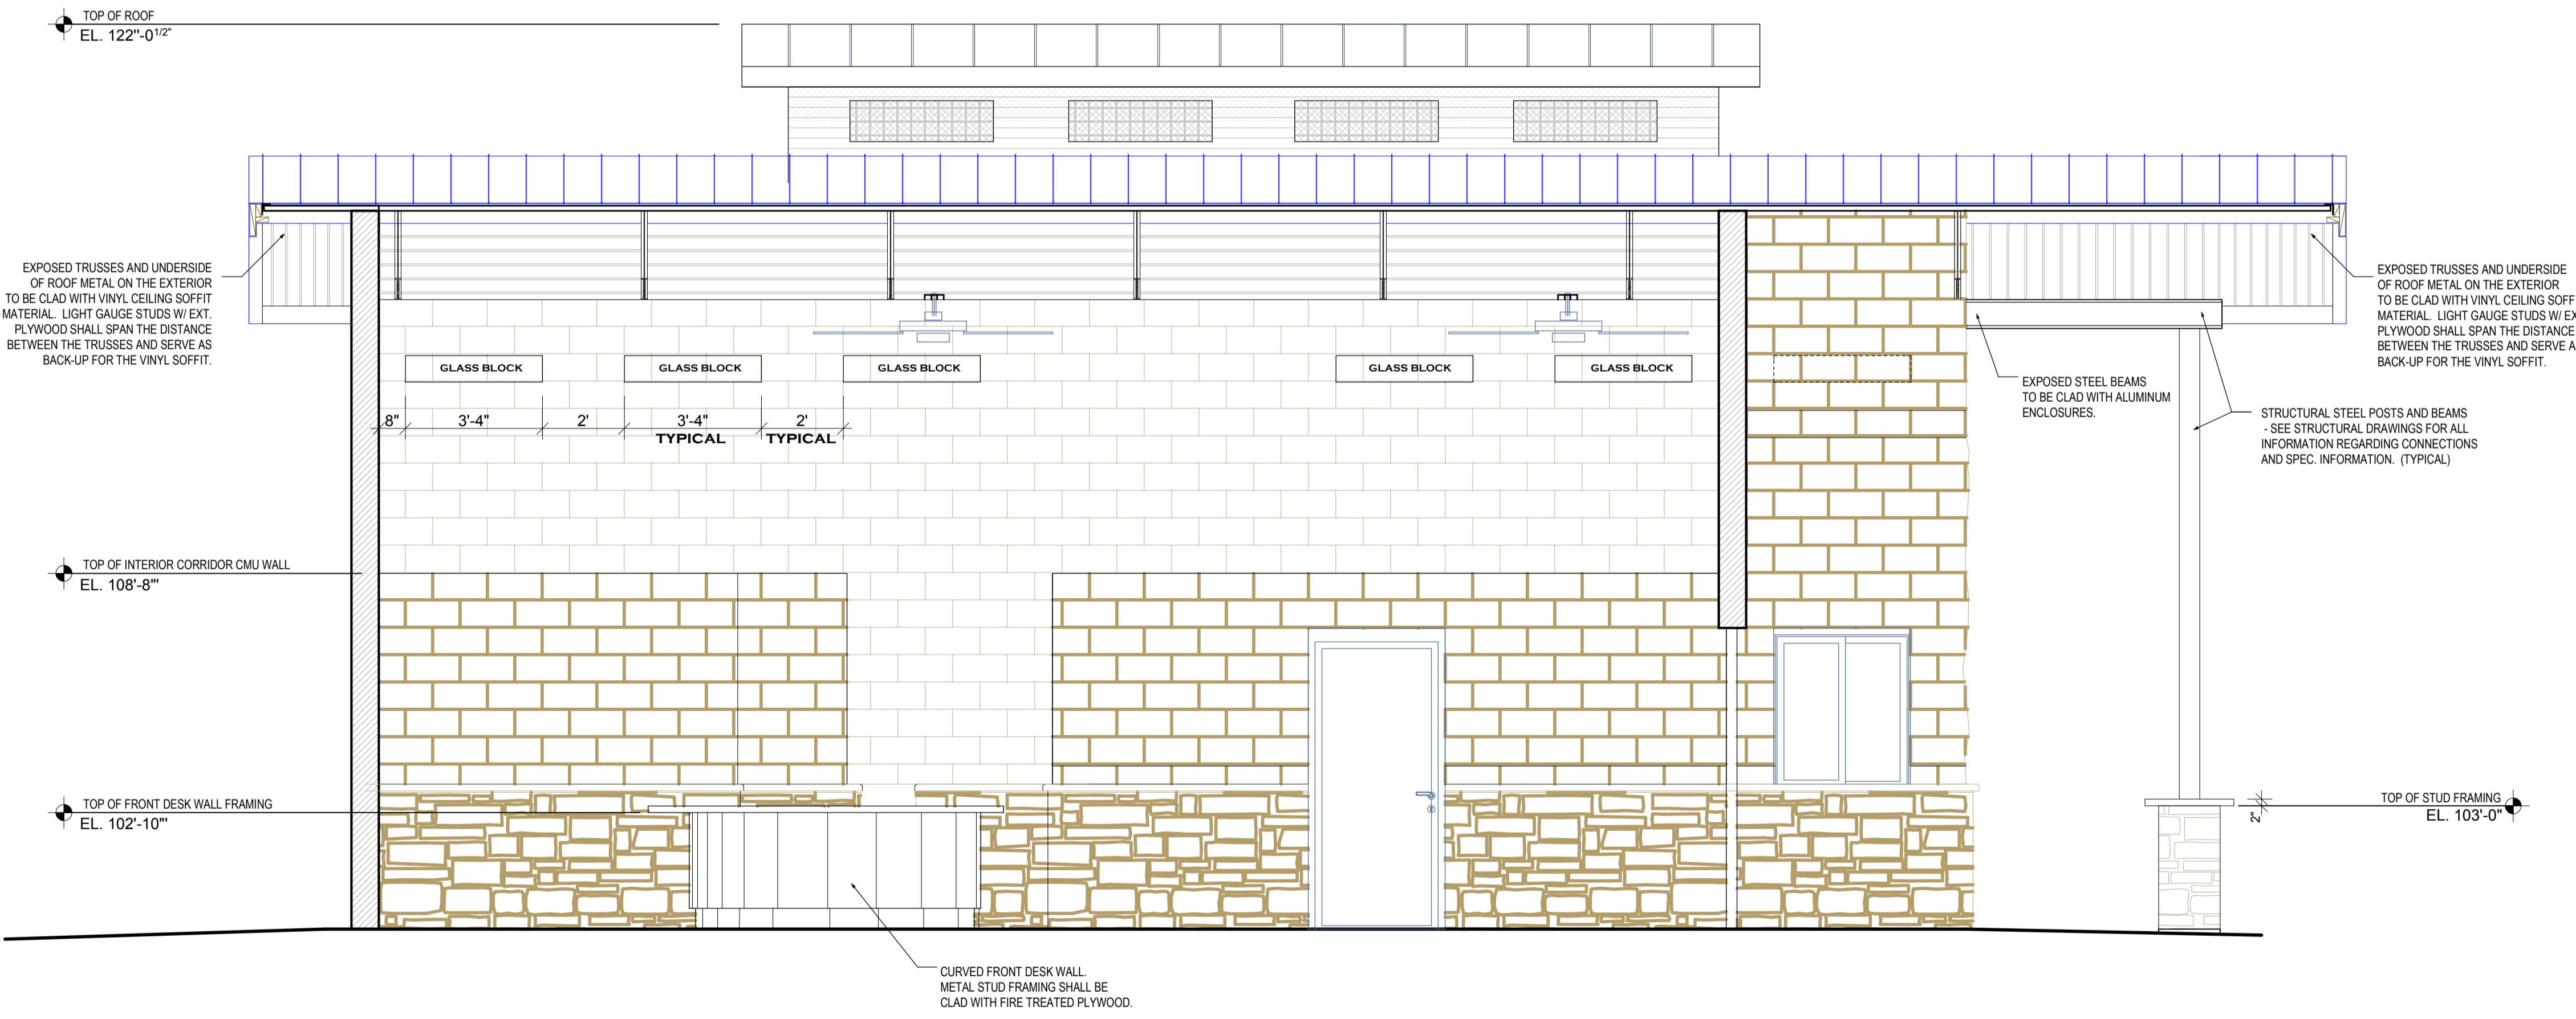 TOP OF ROOF
EL. 122"-0 1/2"
EXPOSED TRUSSES AND UNDERSIDE
OF ROOF METAL ON THE EXTERIOR
TO BE CLAD WITH VINYL CEILING SOFFIT
MATERIAL. LIGHT GAUGE STUDS W/ EXT.
PLYWOOD SHALL SPAN THE DISTANCE
BETWEEN THE TRUSSES AND SERVE AS
BACK-UP FOR THE VINYL SOFFIT.
EXPOSED TRUSSES AND UNDERSIDE
OF ROOF METAL ON THE EXTERIOR
TO BE CLAD WITH VINYL CEILING SOFF
MATERIAL. LIGHT GAUGE STUDS W/ EX
PLYWOOD SHALL SPAN THE DISTANCE
BETWEEN THE TRUSSES AND SERVE A
BACK-UP FOR THE VINYL SOFFIT.
GLASS BLOCK
GLASS BLOCK
GLASS BLOCK
GLASS BLOCK
GLASS BLOCK
8"
3'-4"
2'
3'-4"
2'
TYPICAL
TYPICAL
EXPOSED STEEL BEAMS
TO BE CLAD WITH ALUMINUM
ENCLOSURES.
STRUCTURAL STEEL POSTS AND BEAMS
- SEE STRUCTURAL DRAWINGS FOR ALL
INFORMATION REGARDING CONNECTIONS
AND SPEC. INFORMATION. (TYPICAL)
TOP OF INTERIOR CORRIDOR CMU WALL
EL. 108'-8'"
TOP OF FRONT DESK WALL FRAMING
EL. 102'-10'"
2"
TOP OF STUD FRAMING
EL. 103'-0"
CURVED FRONT DESK WALL.
METAL STUD FRAMING SHALL BE
CLAD WITH FIRE TREATED PLYWOOD.